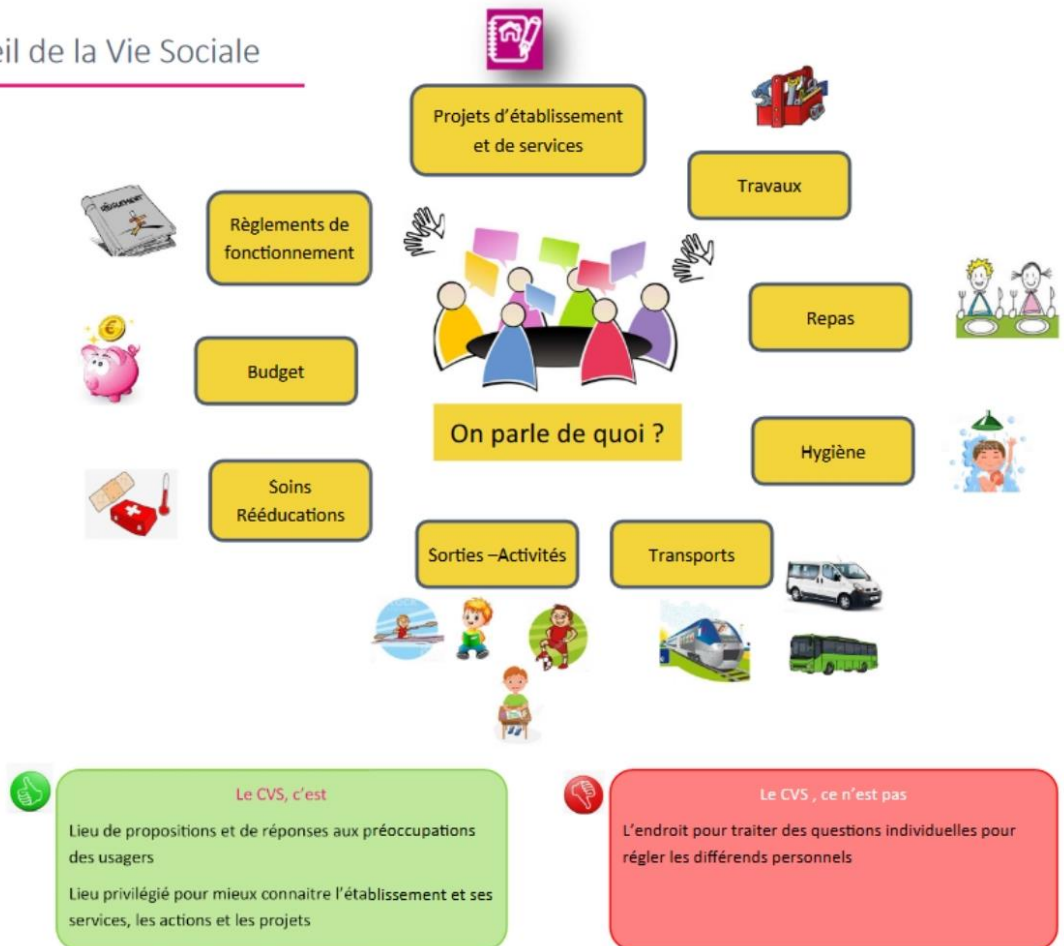 eil de la Vie Sociale
Projets d'établissement
et de services
Travaux
RÈGLEMENT
Règlements de
fonctionnement
Repas
Budget
On parle de quoi ?
Hygiène
Soins
Rééducations
Sorties –Activités
Transports
Le CVS, c'est
Lieu de propositions et de réponses aux préoccupations
des usagers
Lieu privilégié pour mieux connaitre l'établissement et ses
services, les actions et les projets
Le CVS , ce n'est pas
L'endroit pour traiter des questions individuelles pour
régler les différends personnels